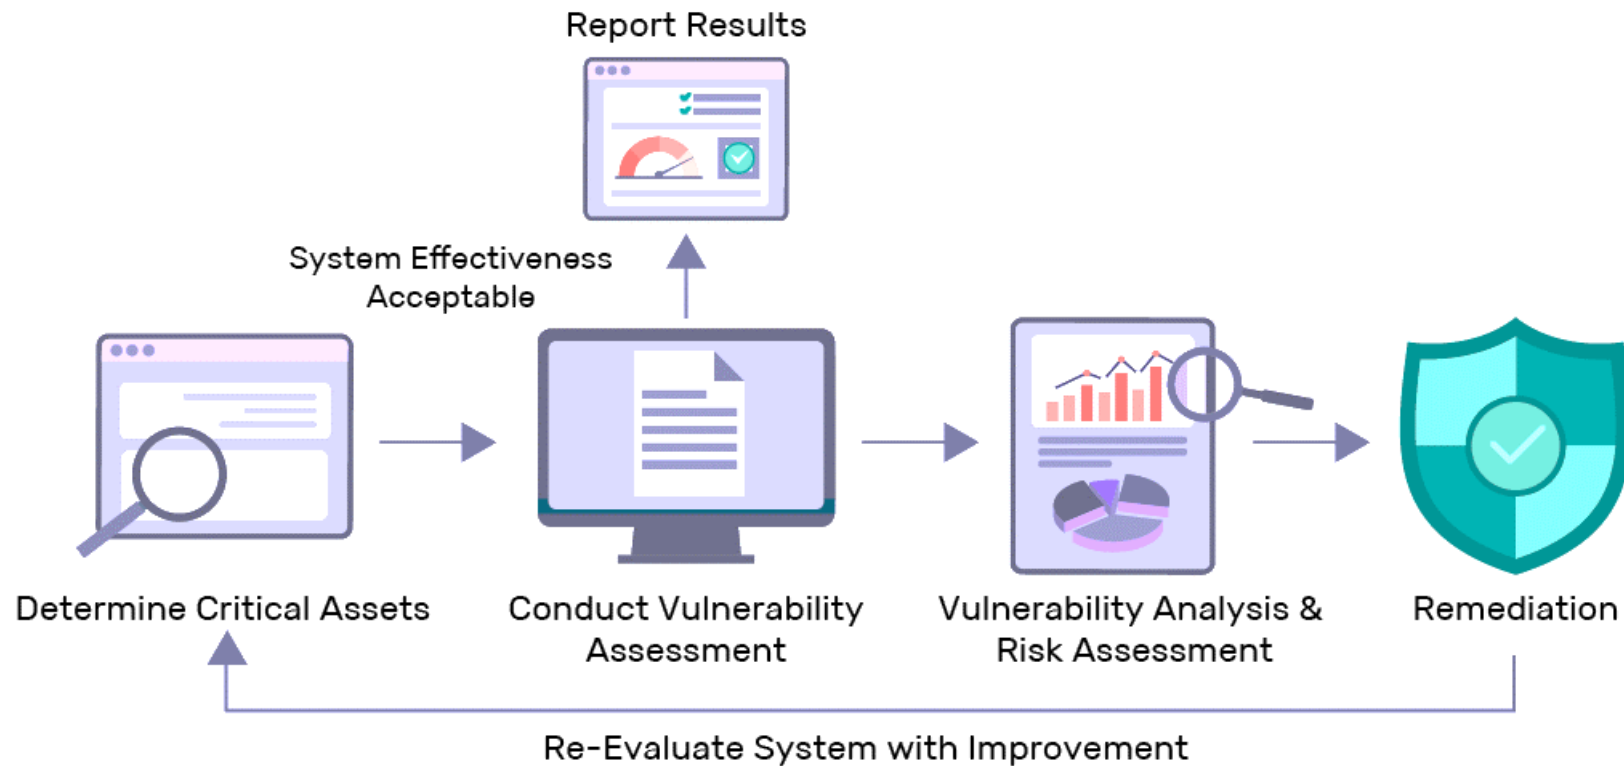 Report Results
System Effectiveness
Acceptable
Determine Critical Assets
Conduct Vulnerability
Assessment
Vulnerability Analysis &
Risk Assessment
Remediation
Re-Evaluate System with Improvement